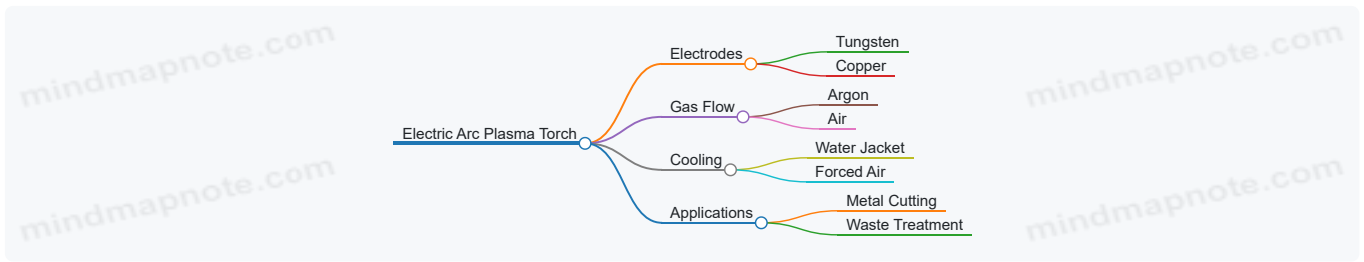 mindmapnote.com
mindmapnote.com
Electric Arc Plasma Torch
Electrodes
Tungsten
Copper
Gas Flow
Argon
Air
Cooling
Water Jacket
Forced Air
Applications
Metal Cutting
Waste Treatment
mindmapnote.com
mindmapnote.com